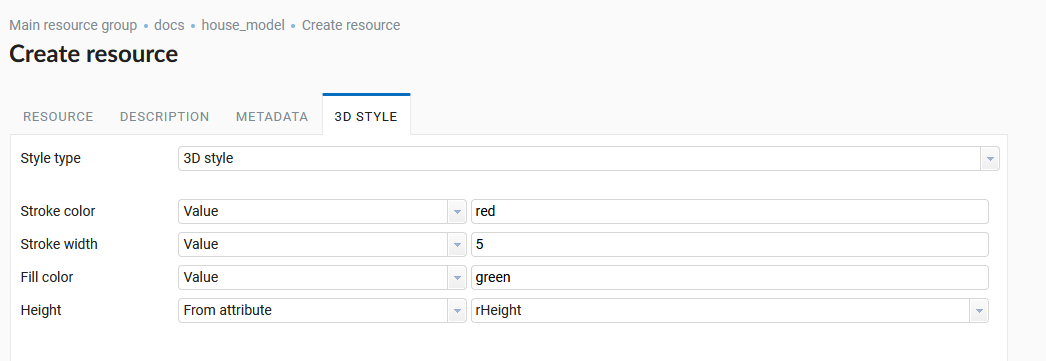 Main resource group • docs • house_model • Create resource
Create resource
RESOURCE DESCRIPTION METADATA 3D STYLE
Style type 3D style
Stroke color Value red
Stroke width Value 5
Fill color Value green
Height From attribute rHeight